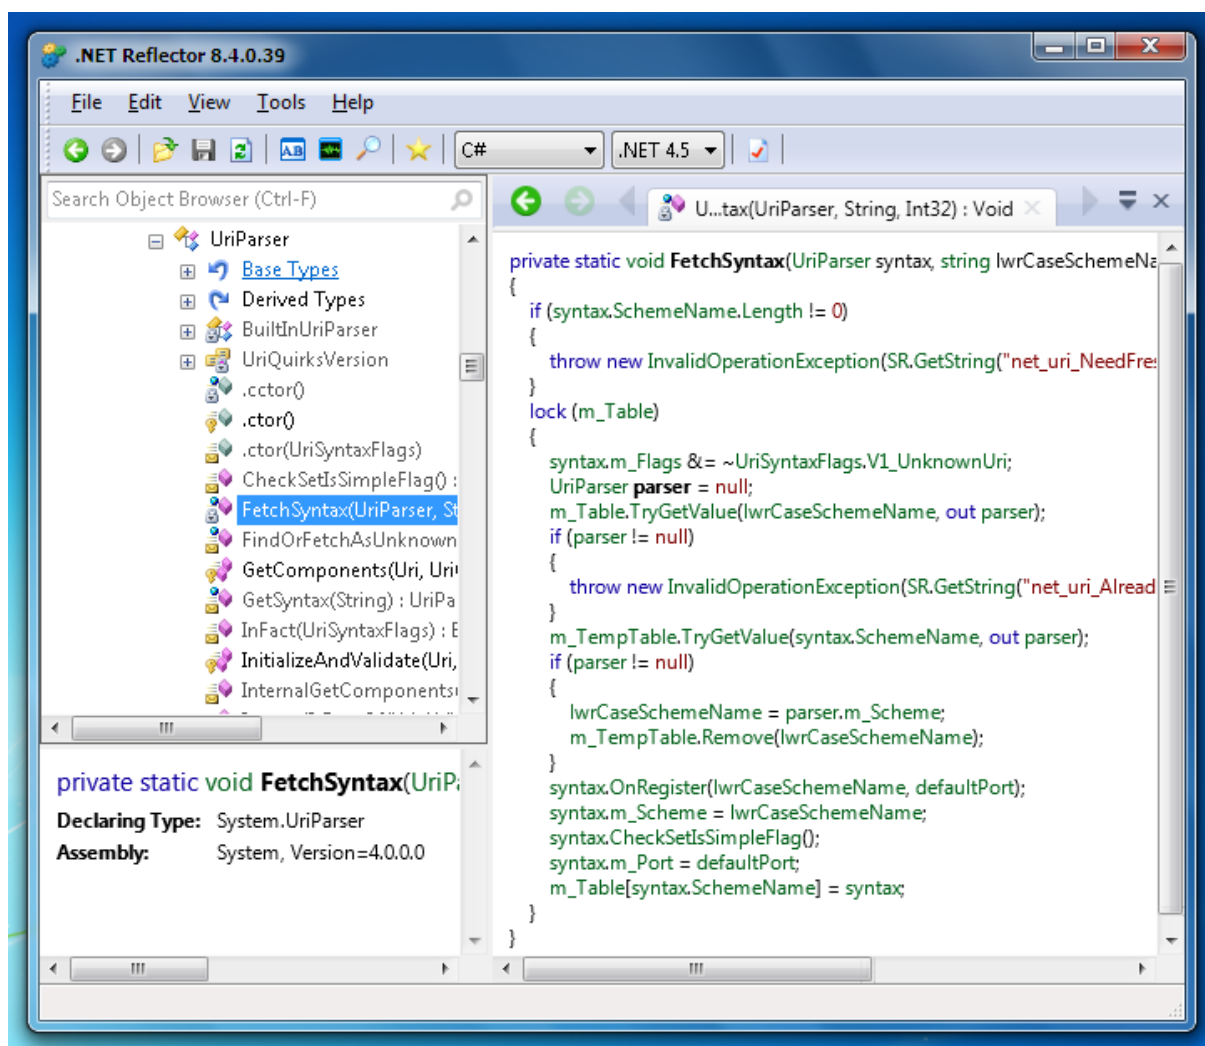 .NET Reflector 8.4.0.39
File Edit View Tools Help
C# .NET 4.5
Search Object Browser (Ctrl-F)
UriParser
Base Types
Derived Types
BuiltInUriParser
UriQuirksVersion
.cctor()
.ctor()
.ctor(UriSyntaxFlags)
CheckSetIsSimpleFlag() :
FetchSyntax(UriParser, St
FindOrFetchAsUnknown
GetComponents(Uri, Uri
GetSyntax(String) : UriPa
InFact(UriSyntaxFlags) :
InitializeAndValidate(Uri,
InternalGetComponents
private static void FetchSyntax(UriPa
Declaring Type: System.UriParser
Assembly: System, Version=4.0.0.0
U...tax(UriParser, String, Int32) : Void
private static void FetchSyntax(UriParser syntax, string lwrCaseSchemeNa
{
if (syntax.SchemeName.Length != 0)
{
throw new InvalidOperationException(SR.GetString("net_uri_NeedFres
}
lock (m_Table)
{
syntax.m_Flags &= ~UriSyntaxFlags.V1_UnknownUri;
UriParser parser = null;
m_Table.TryGetValue(lwrCaseSchemeName, out parser);
if (parser != null)
{
throw new InvalidOperationException(SR.GetString("net_uri_Alread
}
m_TempTable.TryGetValue(syntax.SchemeName, out parser);
if (parser != null)
{
lwrCaseSchemeName = parser.m_Scheme;
m_TempTable.Remove(lwrCaseSchemeName);
}
syntax.OnRegister(lwrCaseSchemeName, defaultPort);
syntax.m_Scheme = lwrCaseSchemeName;
syntax.CheckSetIsSimpleFlag();
syntax.m_Port = defaultPort;
m_Table[syntax.SchemeName] = syntax;
}
}